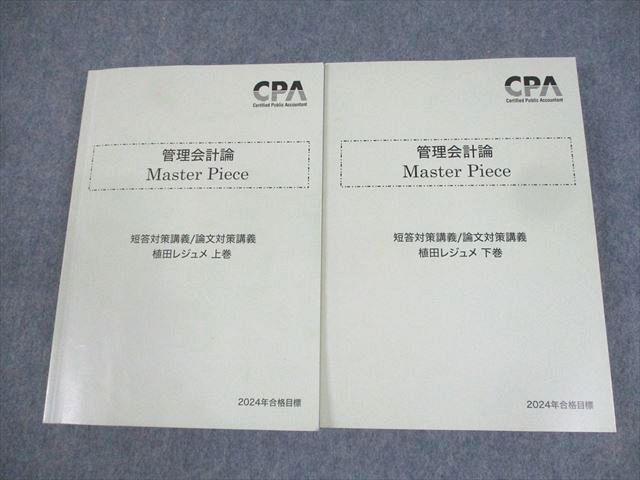 CPA
Certified Public Accountant
管理会計論
Master Piece
短答対策講義/論文対策講義
植田レジュメ 上巻
2024年合格目標
CPA
Certified Public Accountant
管理会計論
Master Piece
短答対策講義/論文対策講義
植田レジュメ 下巻
2024年合格目標